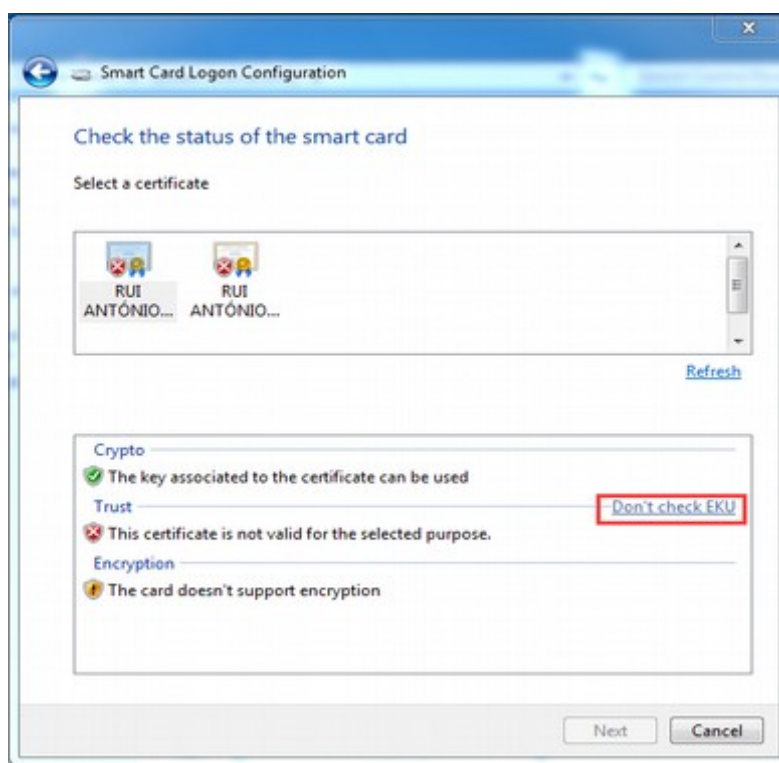 Smart Card Logon Configuration
Check the status of the smart card
Select a certificate
RUI ANTÓNIO...
RUI ANTÓNIO...
Refresh
Crypto
The key associated to the certificate can be used
Trust
Don't check EKU
This certificate is not valid for the selected purpose.
Encryption
The card doesn't support encryption
Next
Cancel